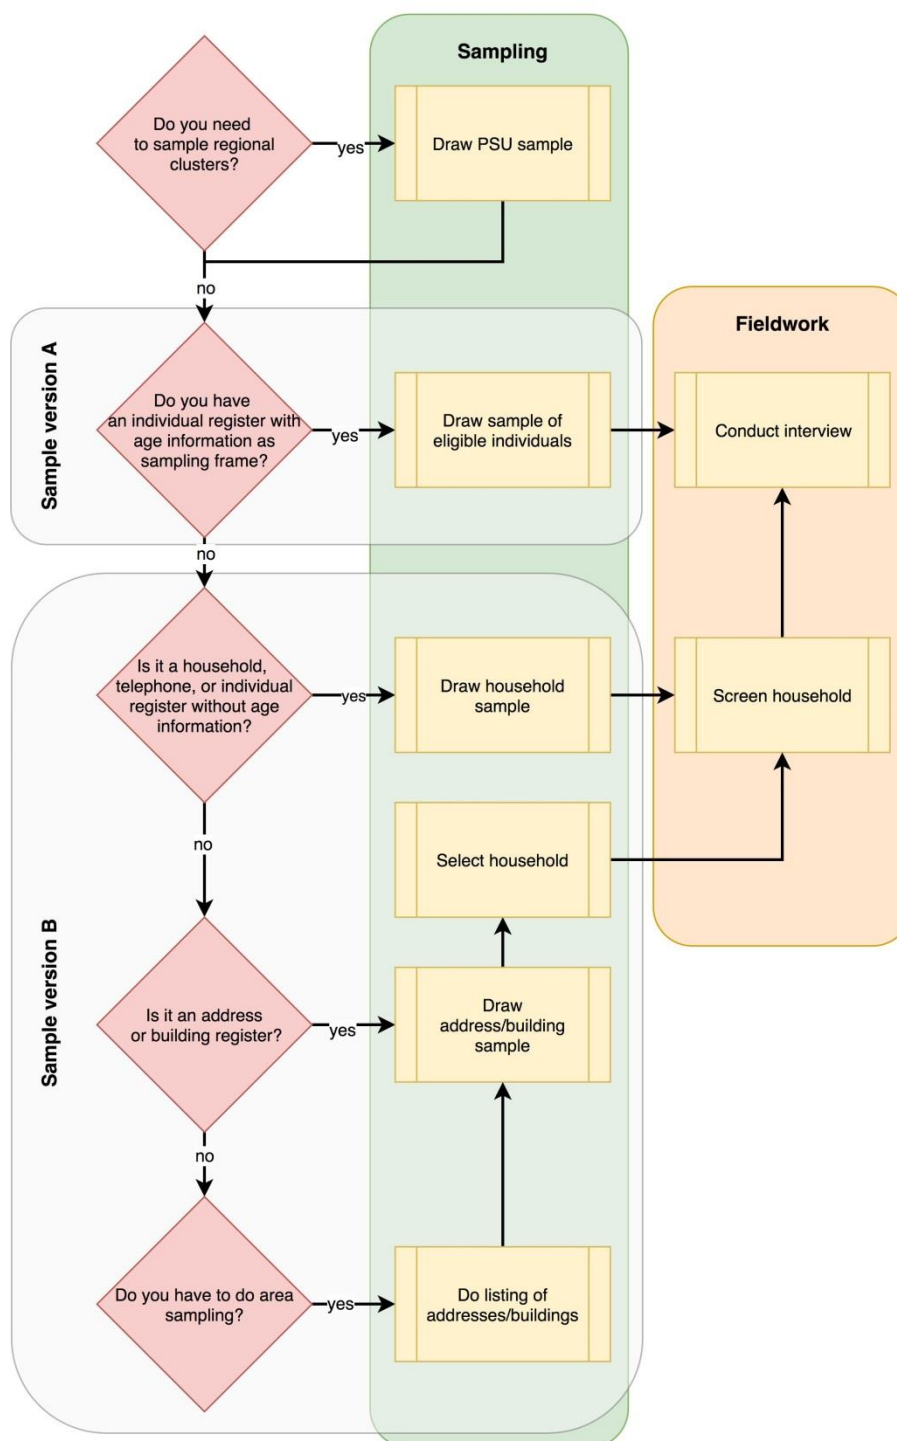 Sampling
Do you need
to sample regional
clusters?
yes
Draw PSU sample
no
Fieldwork
Sample version A
Do you have
an individual register with
age information as
sampling frame?
yes
Draw sample of
eligible individuals
Conduct interview
no
Sample version B
Is it a household,
telephone, or individual
register without age
information?
yes
Draw household
sample
Screen household
no
Select household
Is it an address
or building register?
yes
Draw
address/building
sample
no
Do you have to do area
sampling?
yes
Do listing of
addresses/buildings